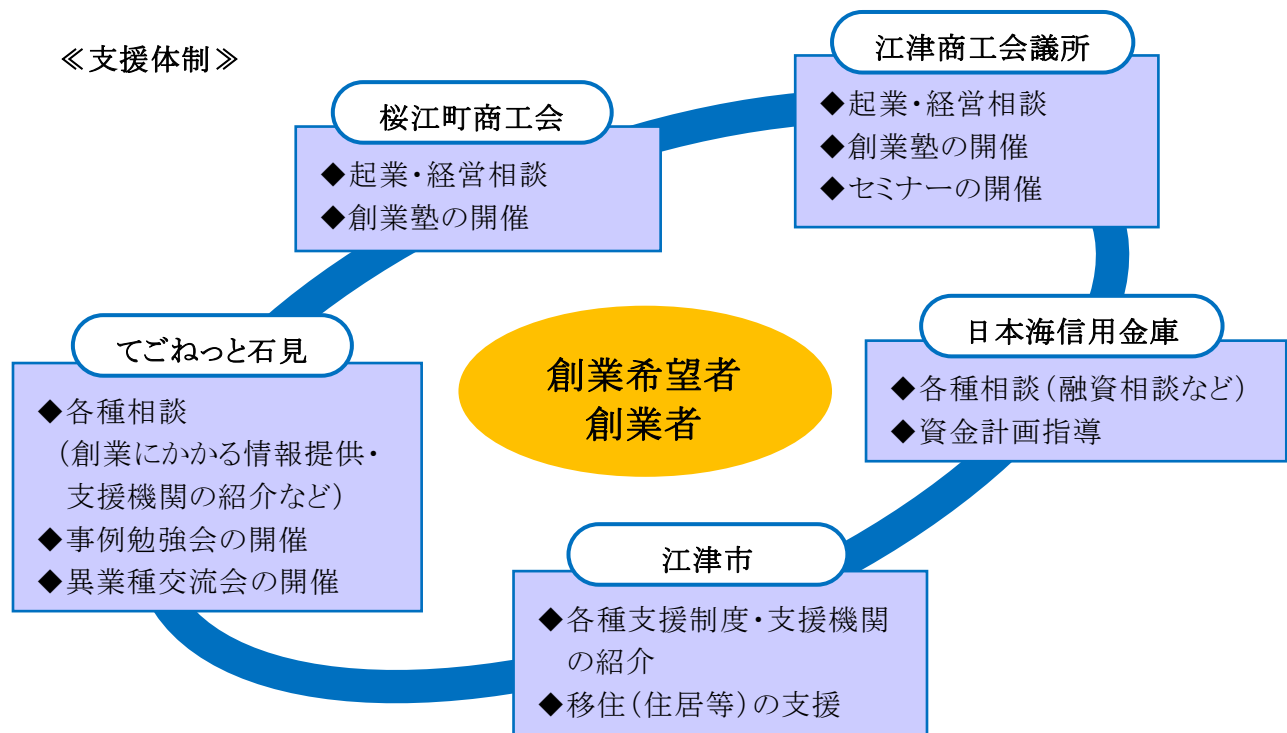 ≪支援体制≫
江津商工会議所
◆起業・経営相談
◆創業塾の開催
◆セミナーの開催
桜江町商工会
◆起業・経営相談
◆創業塾の開催
てごねっと石見
◆各種相談
(創業にかかる情報提供・
支援機関の紹介など)
◆事例勉強会の開催
◆異業種交流会の開催
創業希望者
創業者
日本海信用金庫
◆各種相談(融資相談など)
◆資金計画指導
江津市
◆各種支援制度・支援機関
の紹介
◆移住(住居等)の支援